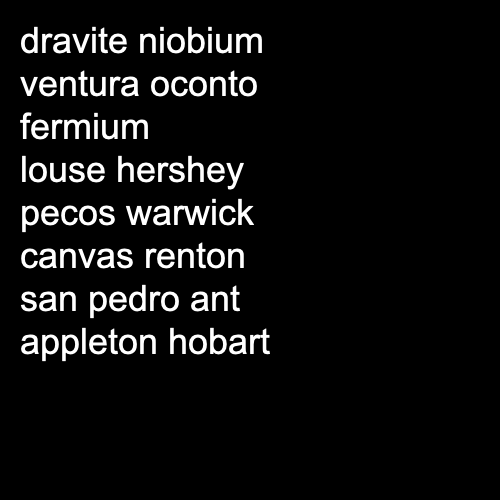 dravite niobium
ventura oconto
fermium
louse hershey
pecos warwick
canvas renton
san pedro ant
appleton hobart